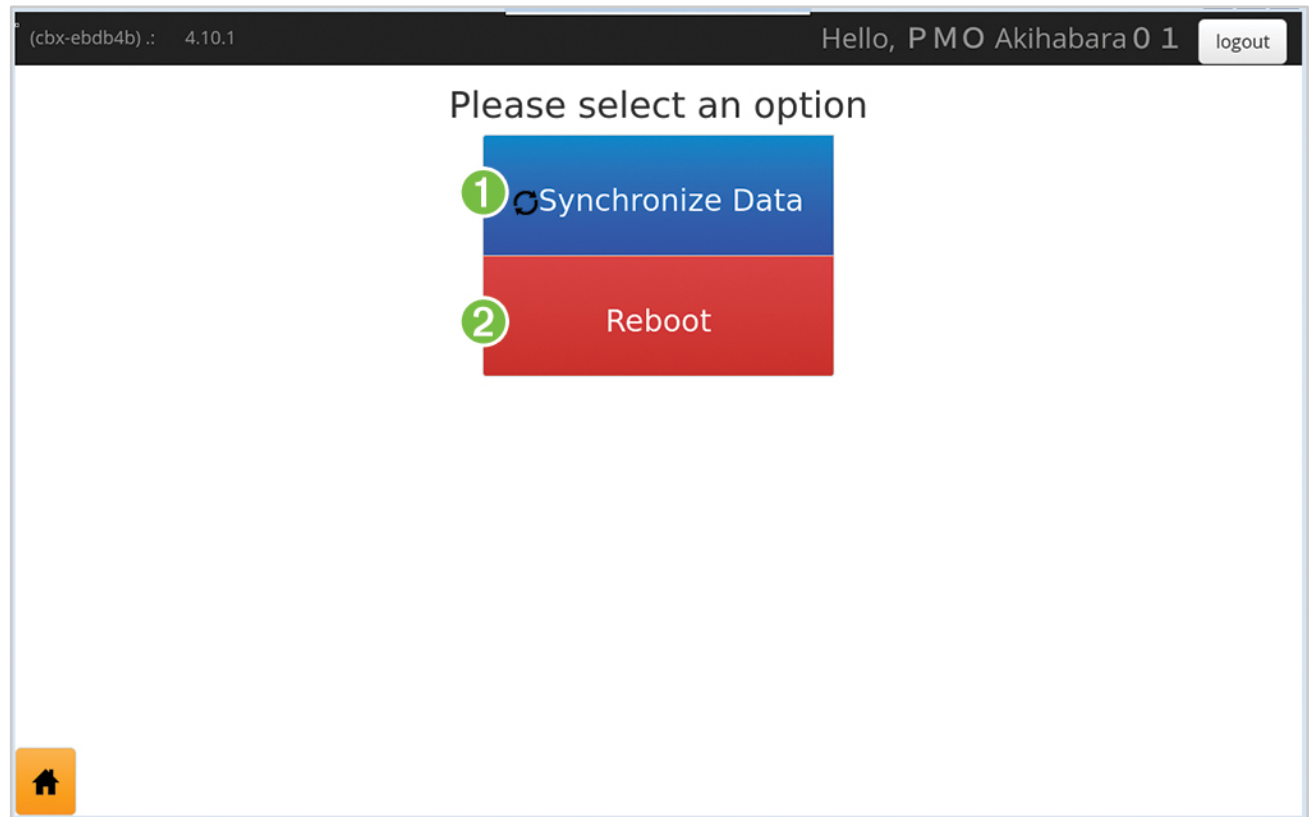 (cbx-ebdb4b) .: 4.10.1
Hello, PMO Akihabara01 logout
Please select an option
1 Synchronize Data
2 Reboot